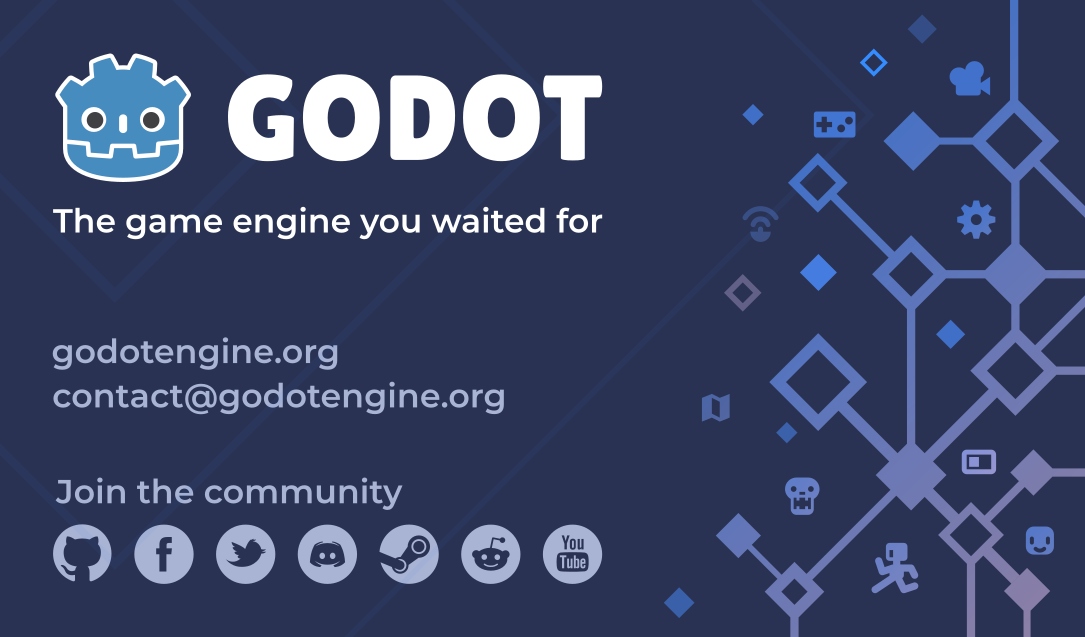 GODOT
The game engine you waited for
godotengine.org
contact@godotengine.org
Join the community
f
You
Tube